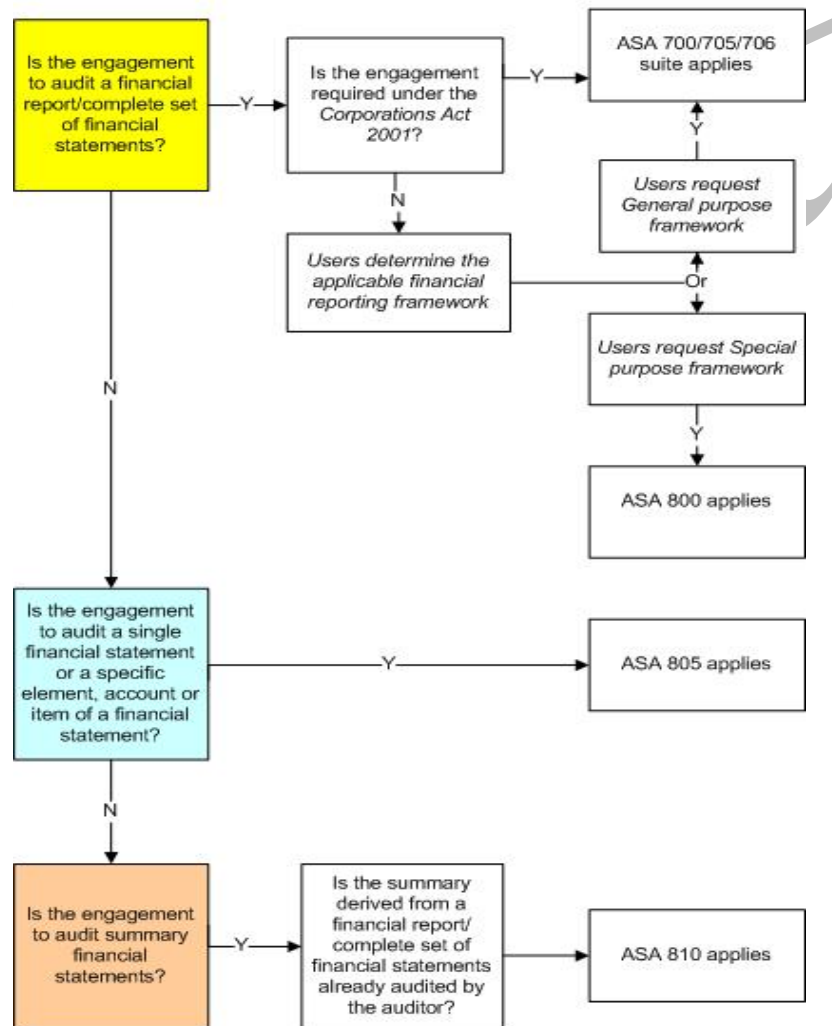 Is the engagement
to audit a financial
report/complete set
of financial
statements?
Y
Is the engagement
required under the
Corporations Act
2001?
Y
ASA 700/705/706
suite applies
Y
N
Users request
General purpose
framework
Users determine the
applicable financial
reporting framework
Or
Users request Special
purpose framework
N
Y
ASA 800 applies
Is the engagement
to audit a single
financial statement
or a specific
element, account or
item of a financial
statement?
Y
ASA 805 applies
N
Is the engagement
to audit summary
financial
statements?
Y
Is the summary
derived from a
financial report/
complete set of
financial statements
already audited by
the auditor?
ASA 810 applies